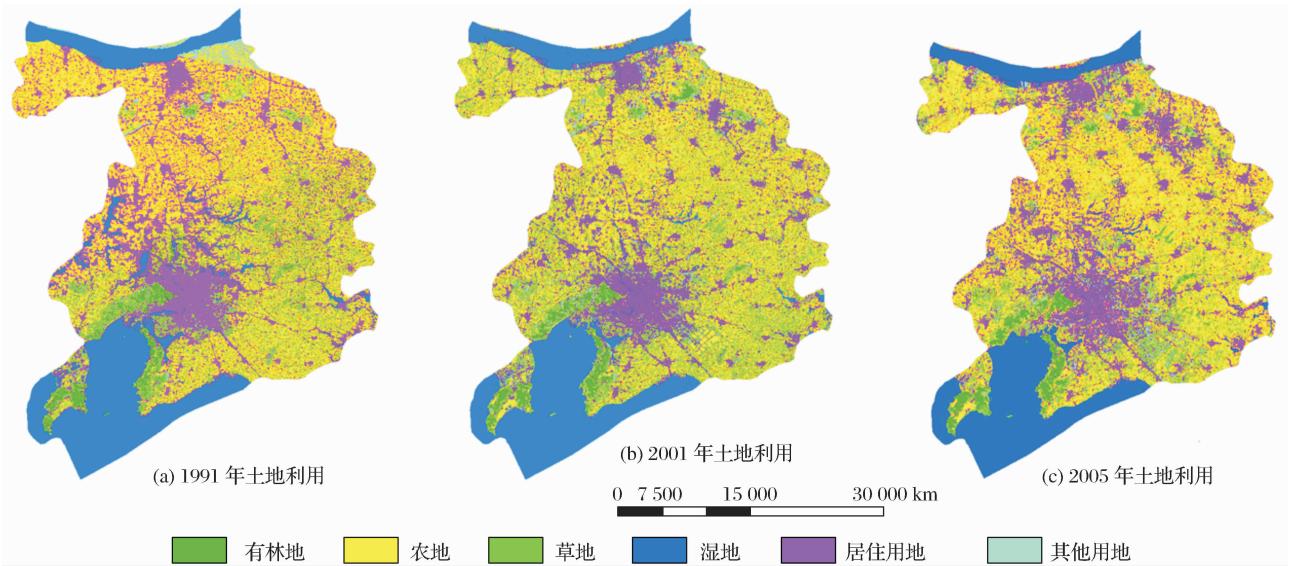 (a) 1991 年土地利用
(b) 2001 年土地利用
(c) 2005 年土地利用
0 7 500 15 000 30 000 km
有林地 农地 草地 湿地 居住用地 其他用地